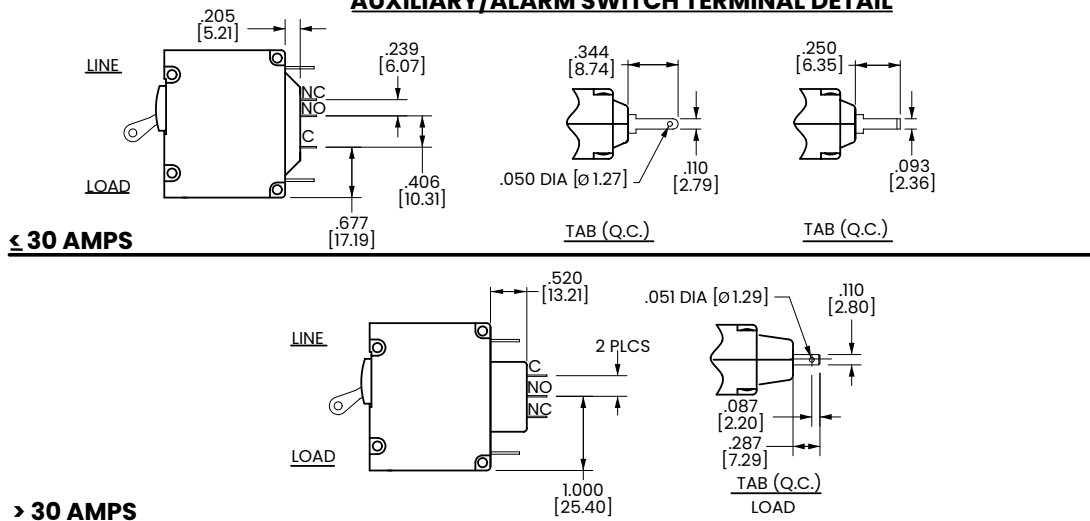 AUXILIARY/ALARM SWITCH TERMINAL DETAIL
.205
[5.21]
LINE
.239
[6.07]
NC
NO
C
LOAD
.406
[10.31]
.677
[17.19]
.344
[8.74]
.050 DIA [Ø 1.27]
.110
[2.79]
TAB (Q.C.)
.250
[6.35]
.093
[2.36]
TAB (Q.C.)
≤ 30 AMPS
.520
[13.21]
LINE
2 PLCS
C
NO
NC
LOAD
1.000
[25.40]
.051 DIA [Ø 1.29]
.110
[2.80]
.087
[2.20]
.287
[7.29]
TAB (Q.C.)
LOAD
> 30 AMPS